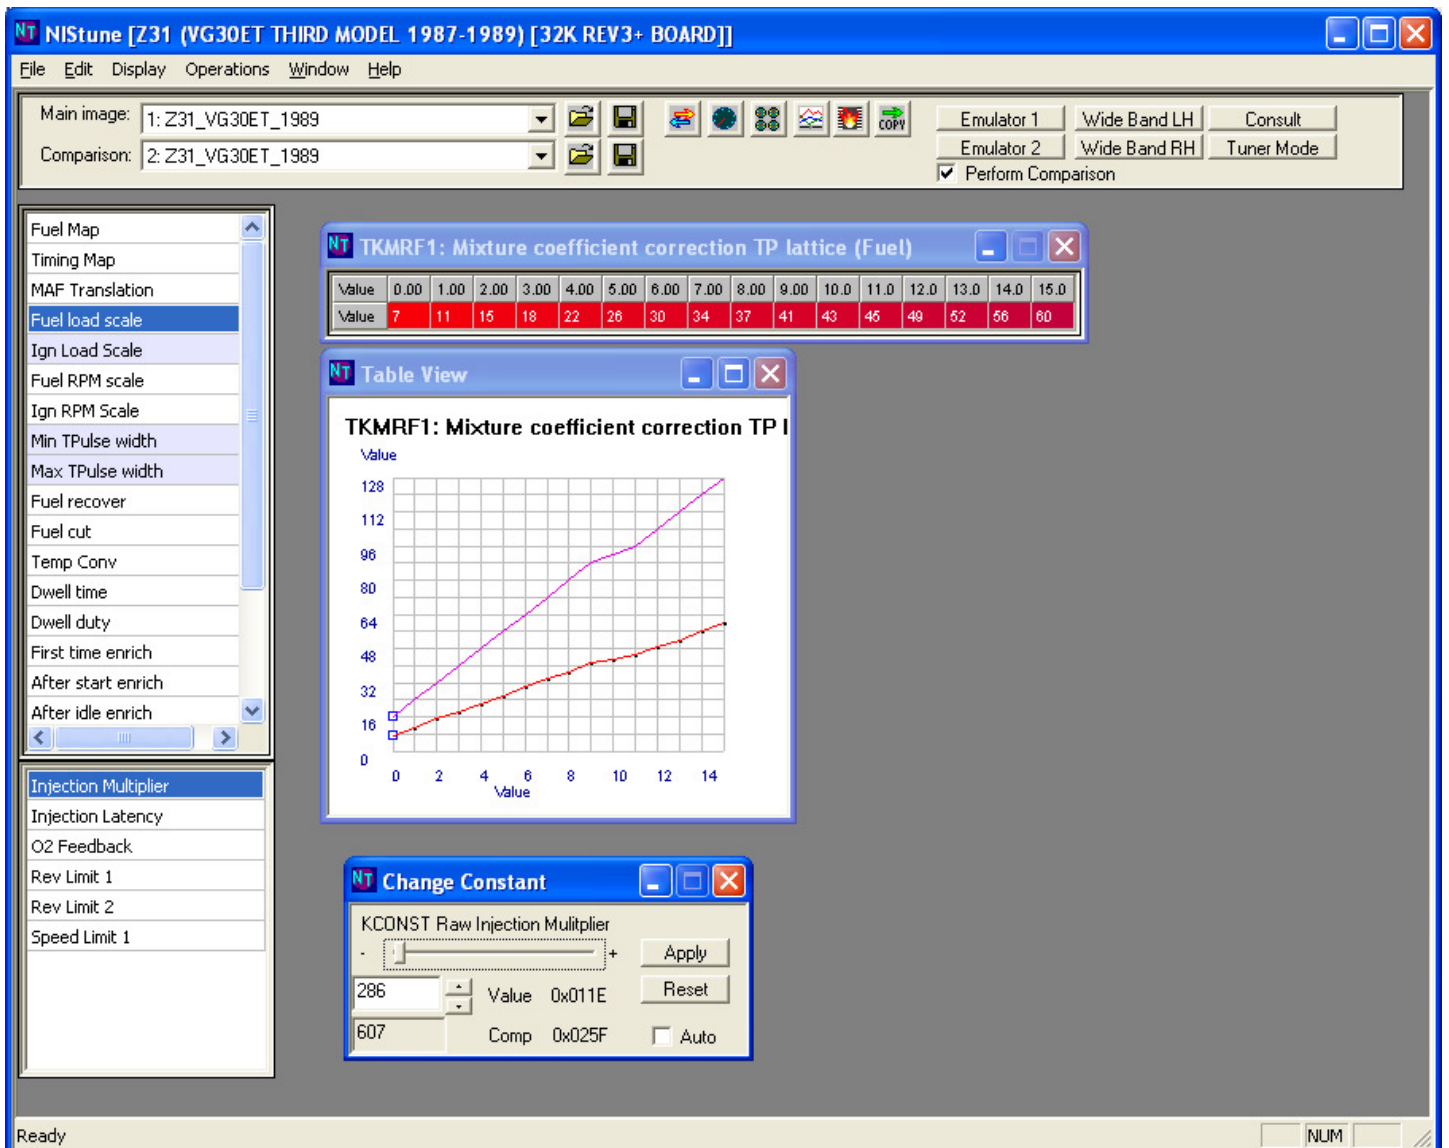 NIStune [Z31 (VG30ET THIRD MODEL 1987-1989) [32K REV3+ BOARD]]
File Edit Display Operations Window Help
Main image: 1: Z31_VG30ET_1989
Comparison: 2: Z31_VG30ET_1989
COPY
Emulator 1 Wide Band LH Consult
Emulator 2 Wide Band RH Tuner Mode
Perform Comparison
Fuel Map
Timing Map
MAF Translation
Fuel load scale
Ign Load Scale
Fuel RPM scale
Ign RPM Scale
Min TPulse width
Max TPulse width
Fuel recover
Fuel cut
Temp Conv
Dwell time
Dwell duty
First time enrich
After start enrich
After idle enrich
Injection Multiplier
Injection Latency
O2 Feedback
Rev Limit 1
Rev Limit 2
Speed Limit 1
NT TKMRF1: Mixture coefficient correction TP lattice (Fuel)
Value 0.00 1.00 2.00 3.00 4.00 5.00 6.00 7.00 8.00 9.00 10.0 11.0 12.0 13.0 14.0 15.0
Value 7 11 15 18 22 26 30 34 37 41 43 45 49 52 56 60
NT Table View
TKMRF1: Mixture coefficient correction TP l
Value
128
112
96
80
64
48
32
16
0
0 2 4 6 8 10 12 14
Value
NT Change Constant
KCONST Raw Injection Mulitplier
- + Apply
286 Value 0x011E Reset
607 Comp 0x025F Auto
Ready NUM